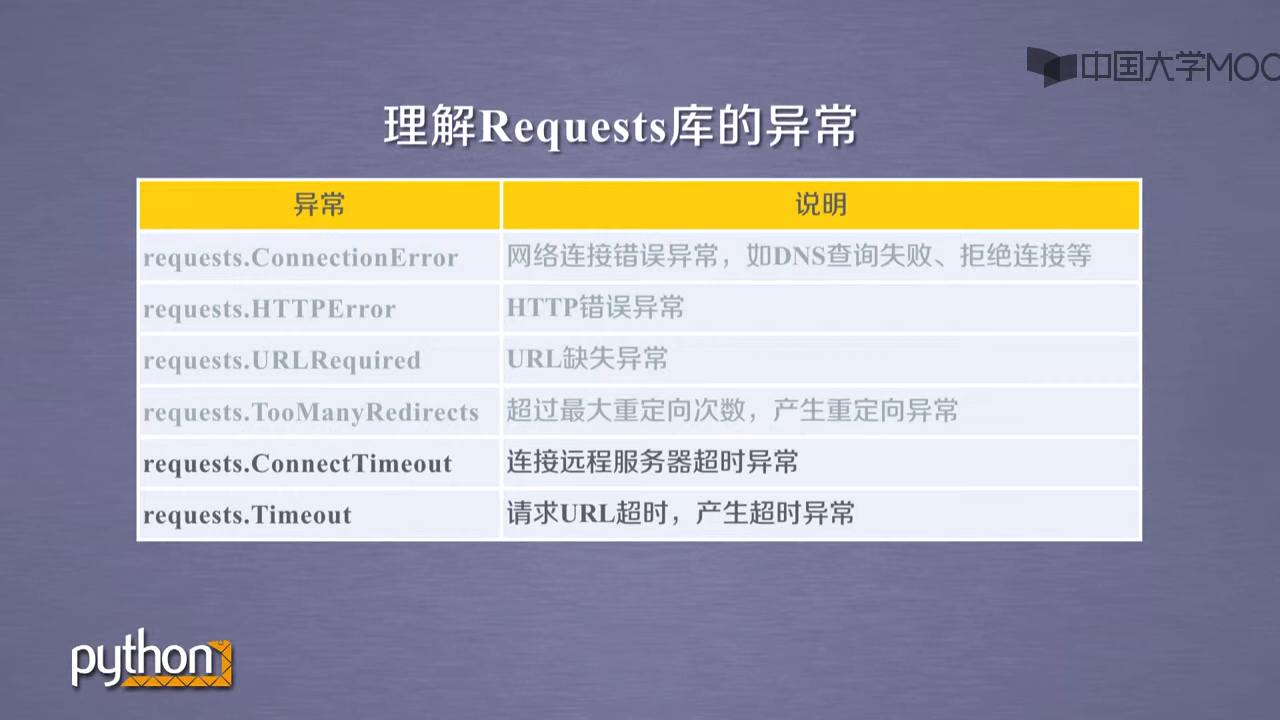 中国大学MOO
理解Requests库的异常
异常 说明
requests.ConnectionError 网络连接错误异常，如DNS查询失败、拒绝连接等
requests.HTTPError HTTP错误异常
requests.URLRequired URL缺失异常
requests.TooManyRedirects 超过最大重定向次数，产生重定向异常
requests.ConnectTimeout 连接远程服务器超时异常
requests.Timeout 请求URL超时，产生超时异常
python